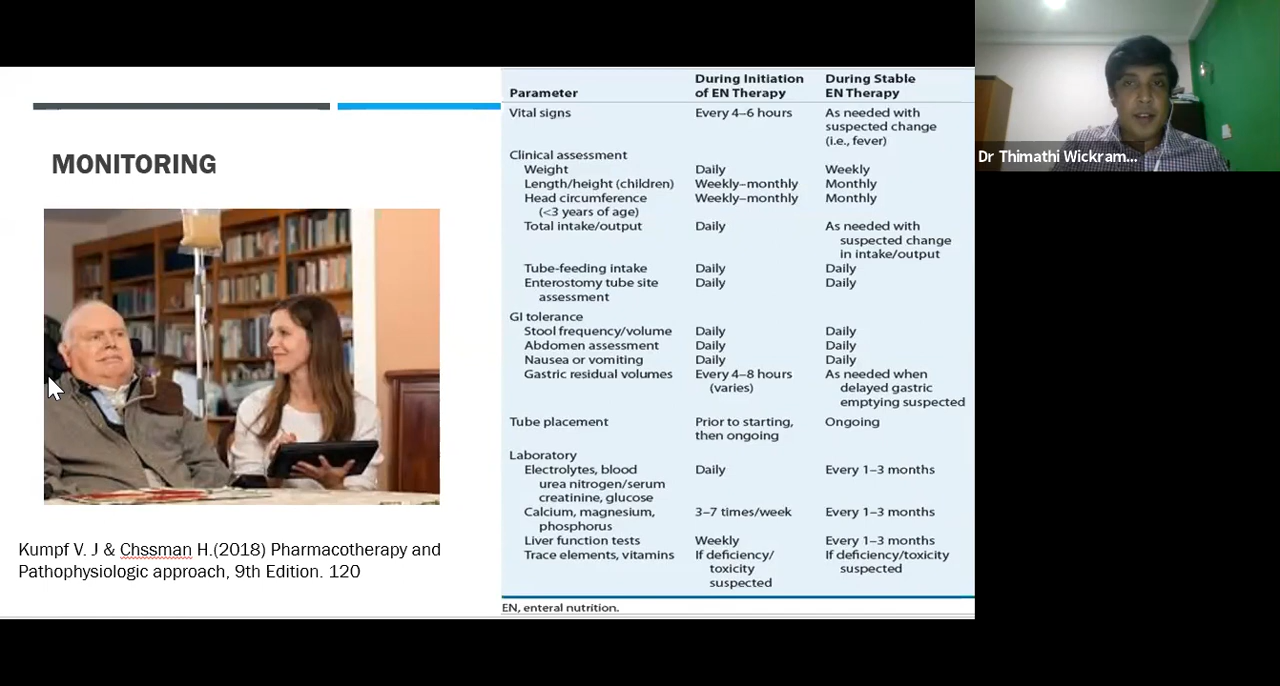 MONITORING
Kumpf V. J & Chssman H.(2018) Pharmacotherapy and
Pathophysiologic approach, 9th Edition. 120
During Initiation During Stable
Parameter of EN Therapy EN Therapy
Vital signs Every 4–6 hours As needed with
suspected change
(i.e., fever)
Clinical assessment
Weight Daily Weekly
Length/height (children) Weekly–monthly Monthly
Head circumference Weekly–monthly Monthly
(<3 years of age)
Total intake/output Daily As needed with
suspected change
in intake/output
Tube-feeding intake Daily Daily
Enterostomy tube site Daily Daily
assessment
GI tolerance
Stool frequency/volume Daily Daily
Abdomen assessment Daily Daily
Nausea or vomiting Daily Daily
Gastric residual volumes Every 4–8 hours As needed when
(varies) delayed gastric
emptying suspected
Tube placement Prior to starting, Ongoing
then ongoing
Laboratory
Electrolytes, blood Daily Every 1–3 months
urea nitrogen/serum
creatinine, glucose
Calcium, magnesium, 3–7 times/week Every 1–3 months
phosphorus
Liver function tests Weekly Every 1–3 months
Trace elements, vitamins If deficiency/ If deficiency/toxicity
toxicity suspected
suspected
EN, enteral nutrition.
Dr Thimathi Wickram...